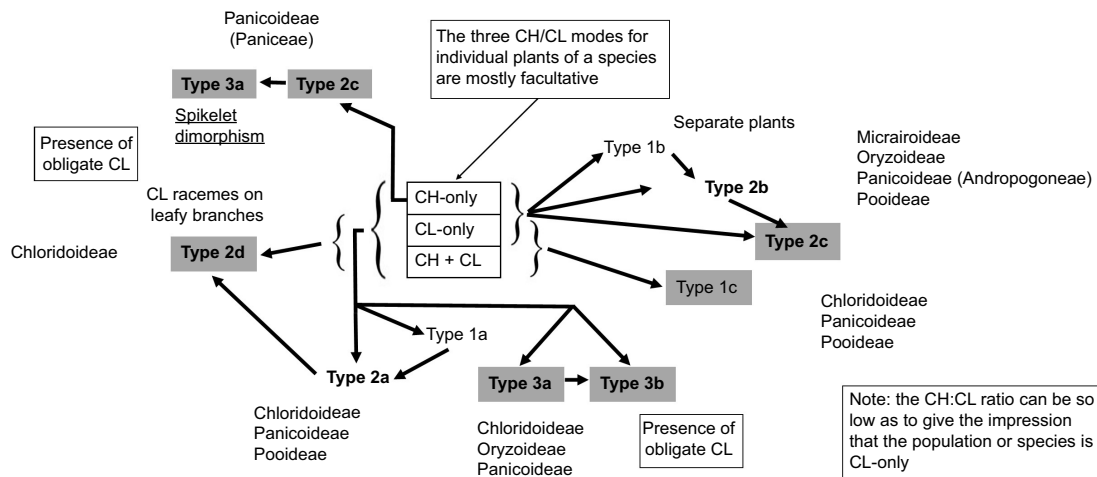 Panicoideae
(Paniceae)
The three CH/CL modes for
individual plants of a species
are mostly facultative
Type 3a
Type 2c
Spikelet
dimorphism
Presence of
obligate CL
Separate plants
Type 1b
Type 2b
Type 2c
Micrairoideae
Oryzoideae
Panicoideae (Andropogoneae)
Pooideae
CL racemes on
leafy branches
CH-only
CL-only
CH + CL
Chloridoideae
Type 2d
Type 1c
Chloridoideae
Panicoideae
Pooideae
Type 1a
Type 2a
Chloridoideae
Panicoideae
Pooideae
Type 3a
Type 3b
Chloridoideae
Oryzoideae
Panicoideae
Presence of
obligate CL
Note: the CH:CL ratio can be so
low as to give the impression
that the population or species is
CL-only